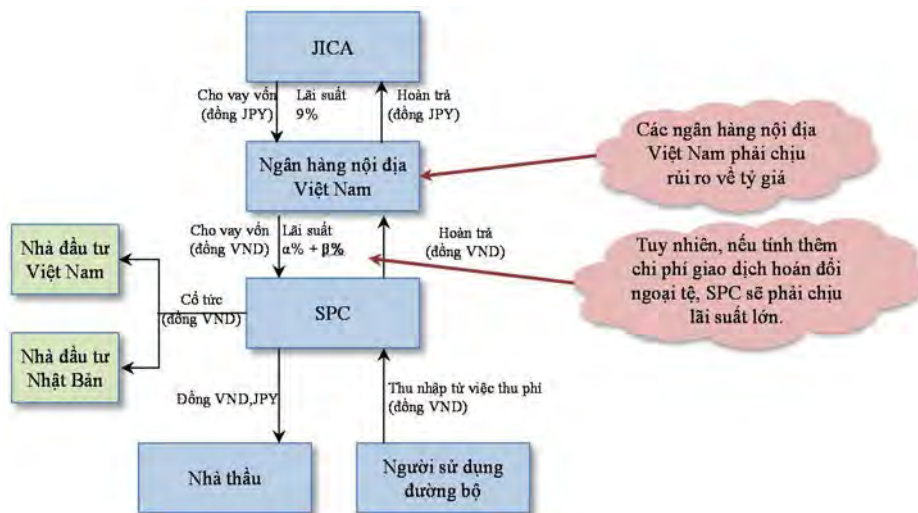 JICA
Cho vay vốn
(đồng JPY)
Lãi suất
9%
Hoàn trả
(đồng JPY)
Ngân hàng nội địa
Việt Nam
Các ngân hàng nội địa
Việt Nam phải chịu
rủi ro về tỷ giá
Cho vay vốn
(đồng VND)
Lãi suất
α% + β%
Hoàn trả
(đồng VND)
Tuy nhiên, nếu tính thêm
chi phí giao dịch hoán đổi
ngoại tệ, SPC sẽ phải chịu
lãi suất lớn.
Nhà đầu tư
Việt Nam
Cổ tức
(đồng VND)
SPC
Nhà đầu tư
Nhật Bản
Đồng VND,JPY
Thu nhập từ việc thu phí
(đồng VND)
Nhà thầu
Người sử dụng
đường bộ